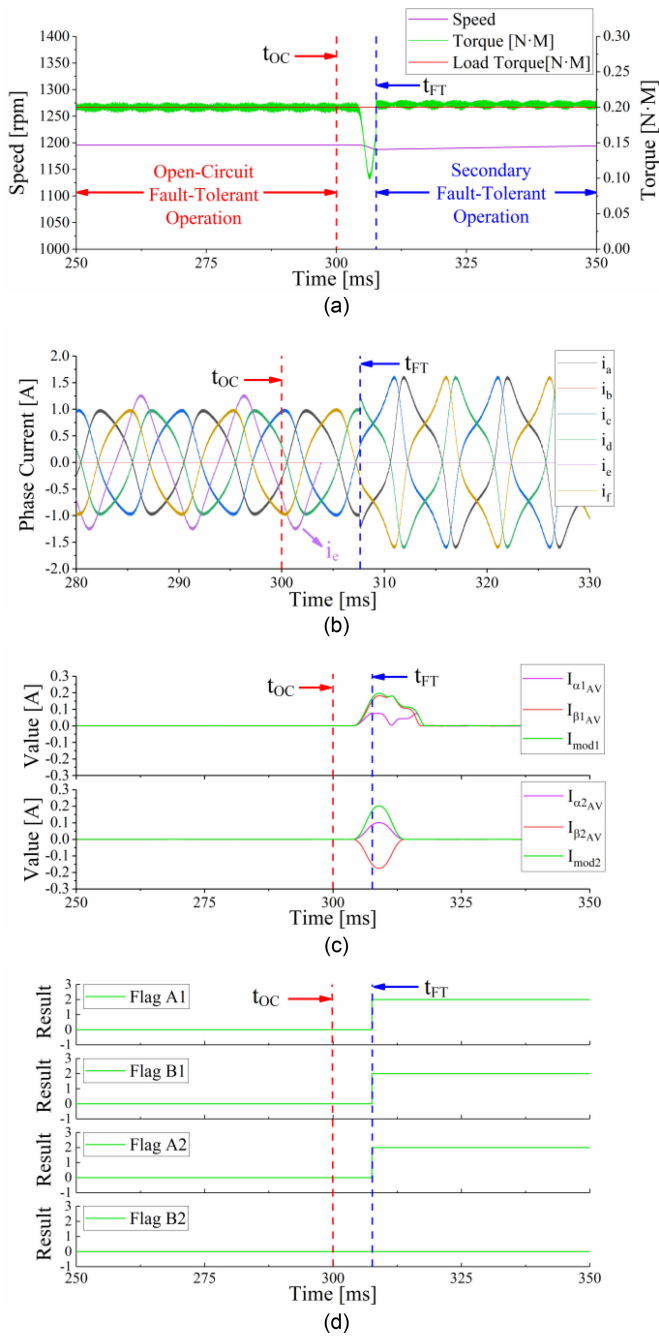 Speed
Torque [N·M]
Load Torque[N·M]
t_OC
t_FT
1400
1350
1300
1250
1200
1150
1100
1050
1000
Speed [rpm]
0.30
0.25
0.20
0.15
0.10
0.05
0.00
Torque [N·M]
Open-Circuit
Fault-Tolerant
Operation
Secondary
Fault-Tolerant
Operation
250 275 300 325 350
Time [ms]
(a)
2.0
1.5
1.0
0.5
0.0
-0.5
-1.0
-1.5
-2.0
Phase Current [A]
t_OC
t_FT
i_a
i_b
i_c
i_d
i_e
i_f
i_e
280 290 300 310 320 330
Time [ms]
(b)
0.3
0.2
0.1
0.0
-0.1
-0.2
-0.3
Value [A]
t_OC
t_FT
I_α1_AV
I_β1_AV
I_mod1
0.3
0.2
0.1
0.0
-0.1
-0.2
-0.3
Value [A]
I_α2_AV
I_β2_AV
I_mod2
250 275 300 325 350
Time [ms]
(c)
3
2
1
0
-1
Result
Flag A1
t_OC
t_FT
3
2
1
0
-1
Result
Flag B1
3
2
1
0
-1
Result
Flag A2
3
2
1
0
-1
Result
Flag B2
250 275 300 325 350
Time [ms]
(d)